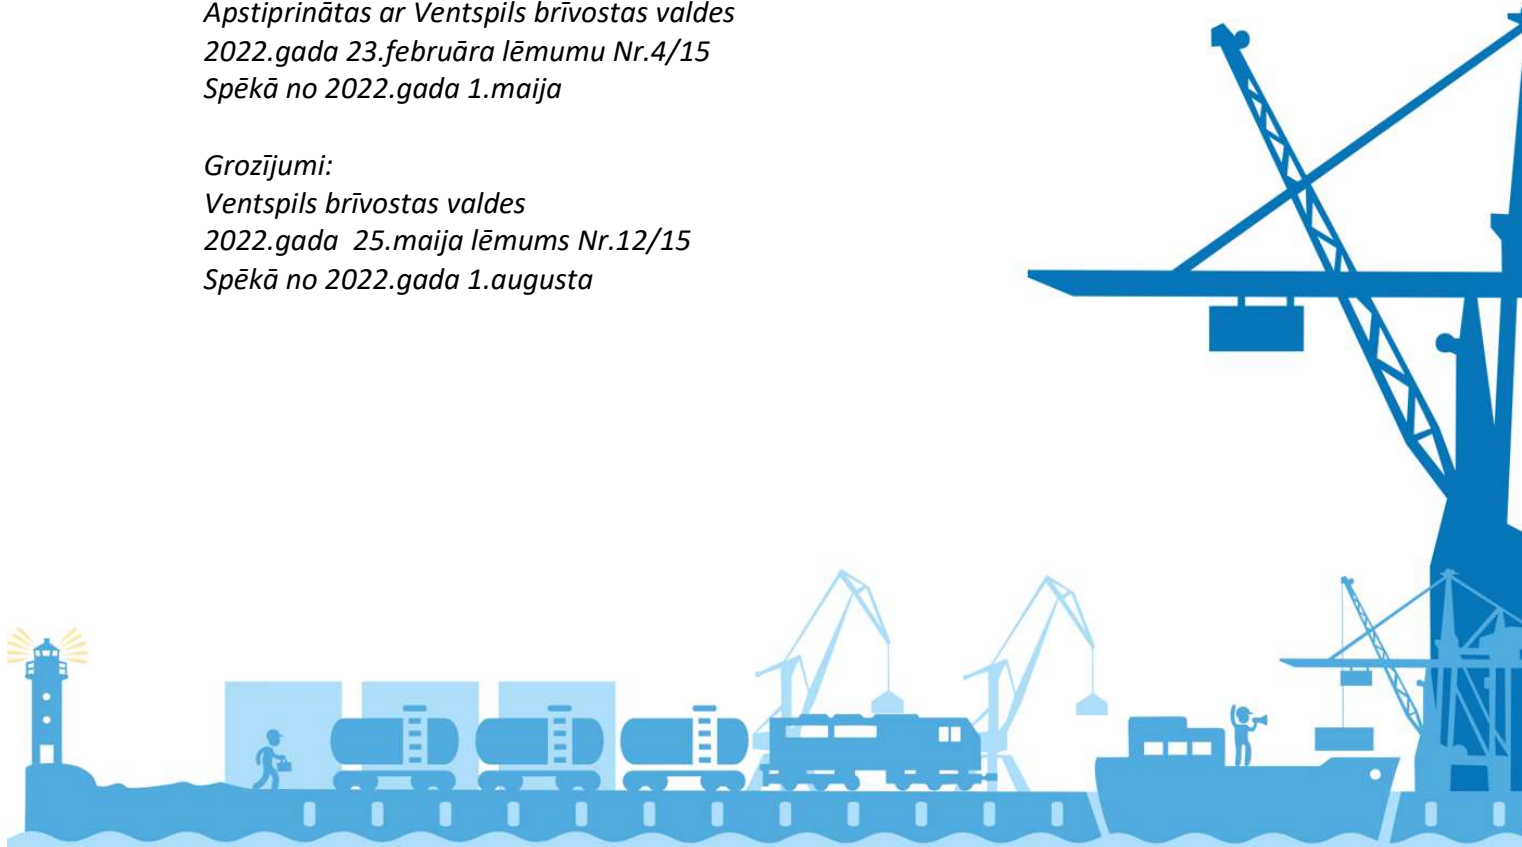 Apstiprinātas ar Ventspils brīvostas valdes
2022.gada 23.februāra lēmumu Nr.4/15
Spēkā no 2022.gada 1.maija
Grozījumi:
Ventspils brīvostas valdes
2022.gada  25.maija lēmums Nr.12/15
Spēkā no 2022.gada 1.augusta